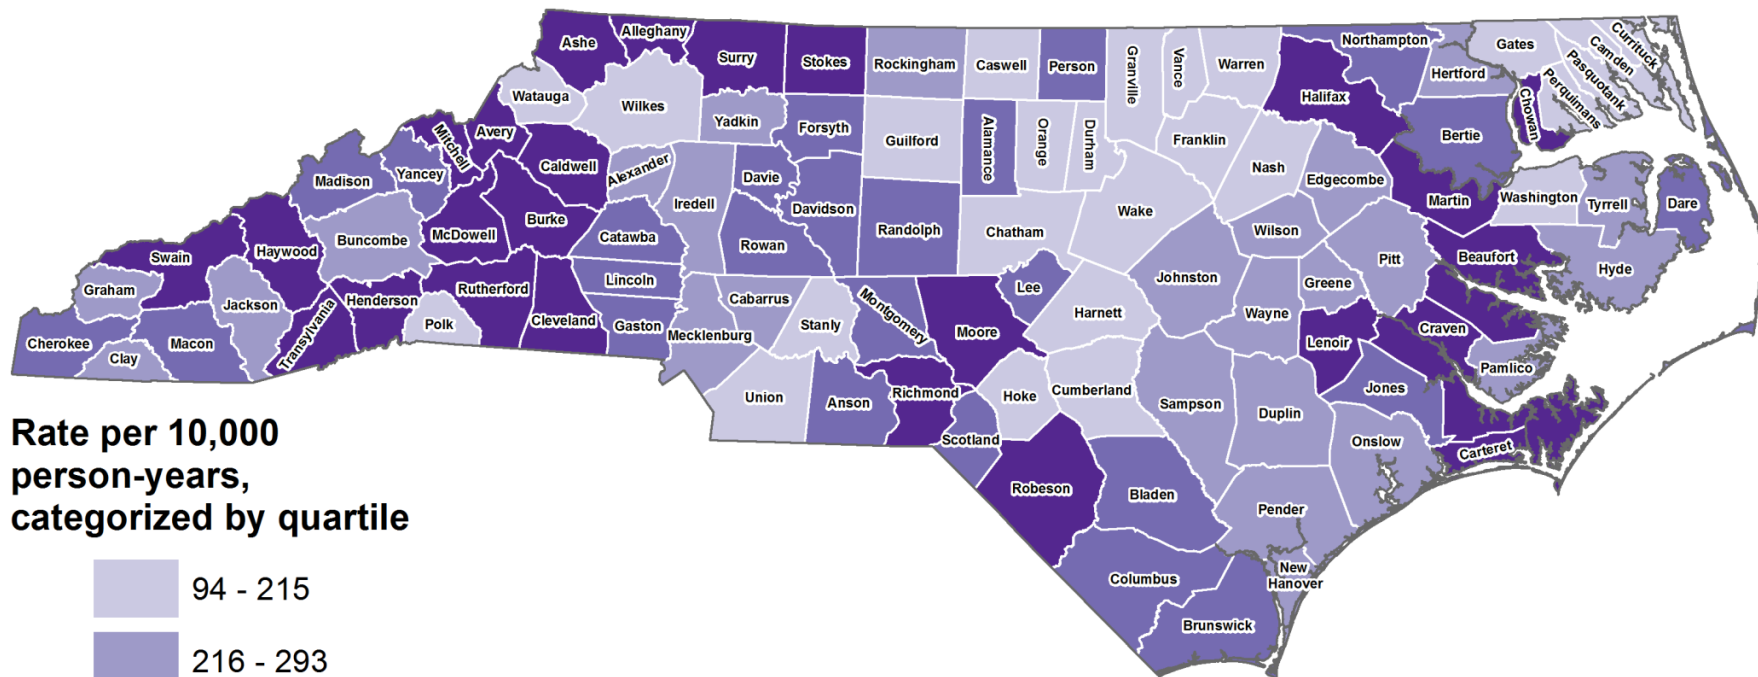 Ashe
Alleghany
Surry
Stokes
Rockingham
Caswell
Person
Granville
Vance
Warren
Northampton
Gates
Currituck
Camden
Pasquotank
Perquimans
Hertford
Halifax
Chowan
Watauga
Wilkes
Yadkin
Forsyth
Guilford
Alamance
Orange
Durham
Franklin
Nash
Edgecombe
Bertie
Mitchell
Avery
Caldwell
Alexander
Madison
Yancey
Iredell
Davie
Davidson
Randolph
Chatham
Wake
Wilson
Martin
Washington
Tyrrell
Dare
Buncombe
McDowell
Burke
Catawba
Rowan
Swain
Haywood
Johnston
Pitt
Beaufort
Hyde
Graham
Jackson
Henderson
Rutherford
Cleveland
Lincoln
Gaston
Cabarrus
Mecklenburg
Stanly
Montgomery
Moore
Lee
Harnett
Wayne
Greene
Lenoir
Craven
Pamlico
Cherokee
Clay
Macon
Transylvania
Polk
Union
Anson
Richmond
Scotland
Hoke
Cumberland
Sampson
Duplin
Jones
Onslow
Carteret
Robeson
Bladen
Pender
New
Hanover
Columbus
Brunswick
Rate per 10,000
person-years,
categorized by quartile
94 - 215
216 - 293